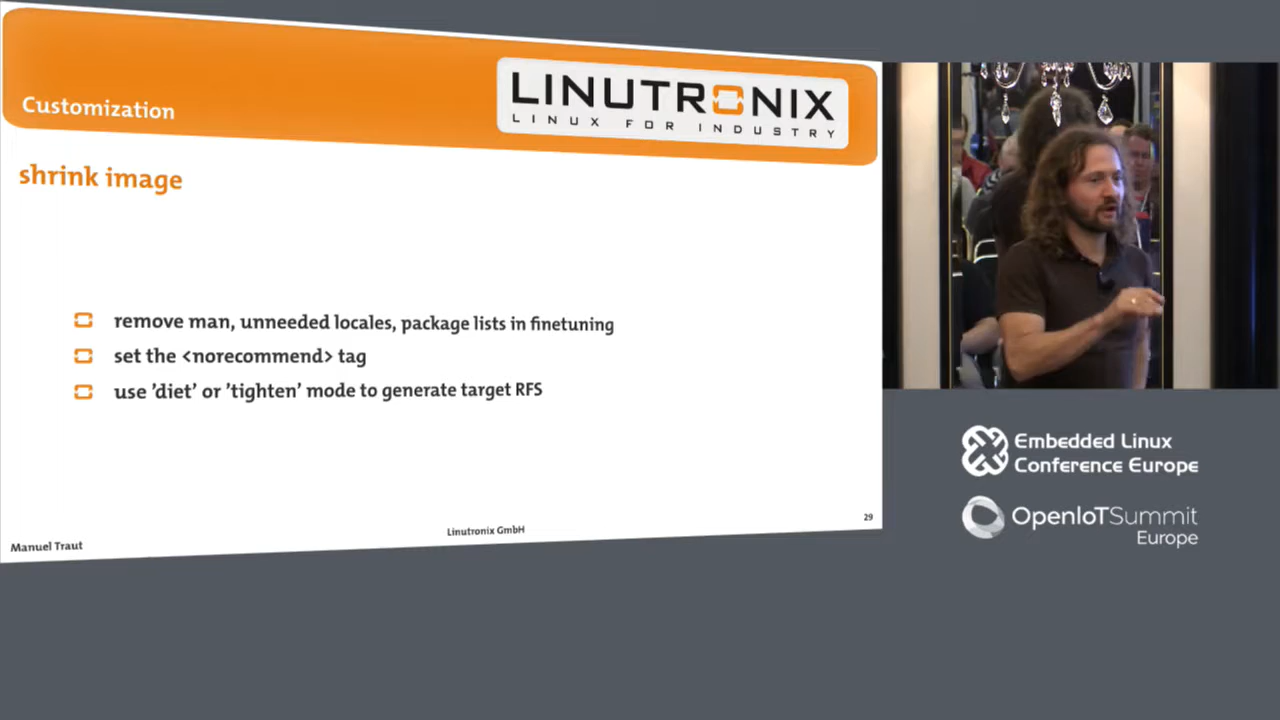 Customization
LINUTRONIX
LINUX FOR INDUSTRY
shrink image
remove man, unneeded locales, package lists in finetuning
set the <norecommend> tag
use 'diet' or 'tighten' mode to generate target RFS
Manuel Traut
Linutronix GmbH
29
Embedded Linux
Conference Europe
OpenIoTSummit
Europe